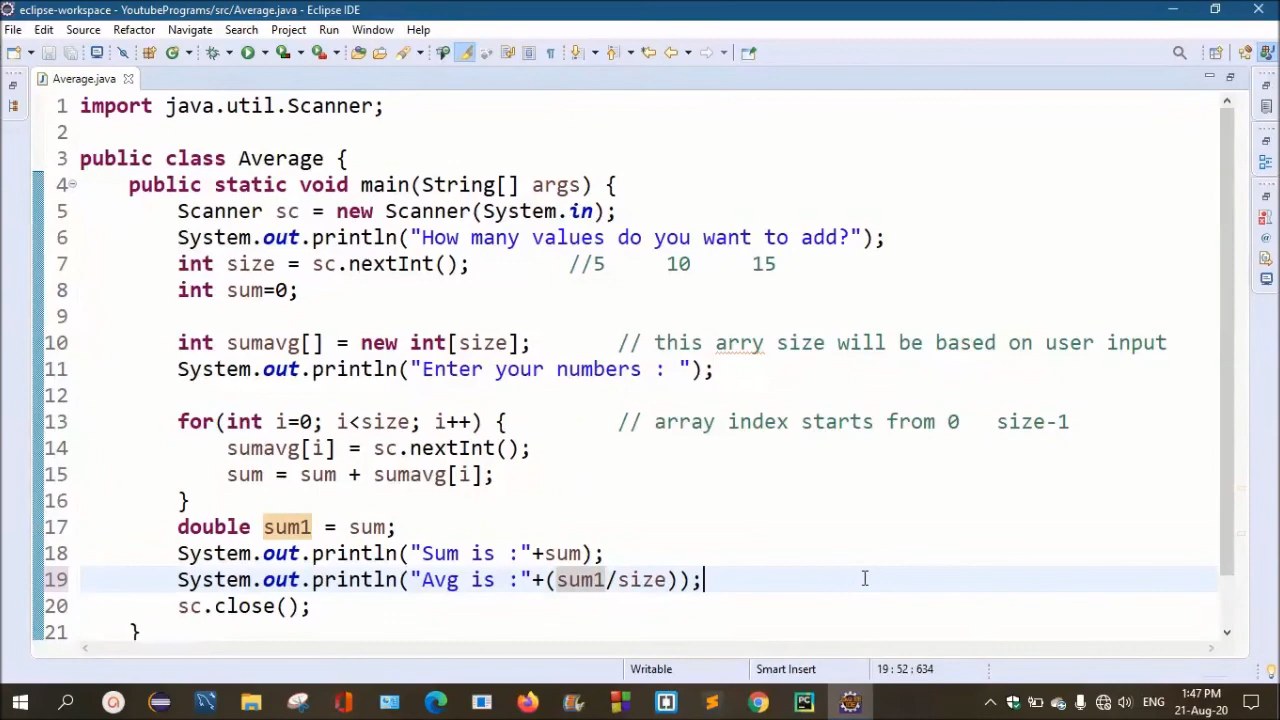 eclipse-workspace - YoutubePrograms/src/Average.java - Eclipse IDE
File Edit Source Refactor Navigate Search Project Run Window Help
Average.java
1 import java.util.Scanner;
2
3 public class Average {
4 public static void main(String[] args) {
5 Scanner sc = new Scanner(System.in);
6 System.out.println("How many values do you want to add?");
7 int size = sc.nextInt(); //5 10 15
8 int sum=0;
9
10 int sumavg[] = new int[size]; // this arry size will be based on user input
11 System.out.println("Enter your numbers : ");
12
13 for(int i=0; i<size; i++) { // array index starts from 0 size-1
14 sumavg[i] = sc.nextInt();
15 sum = sum + sumavg[i];
16 }
17 double sum1 = sum;
18 System.out.println("Sum is :"+sum);
19 System.out.println("Avg is :"+(sum1/size));
20 sc.close();
21 }
Writable Smart Insert 19 : 52 : 634
ENG 1:47 PM
21-Aug-20